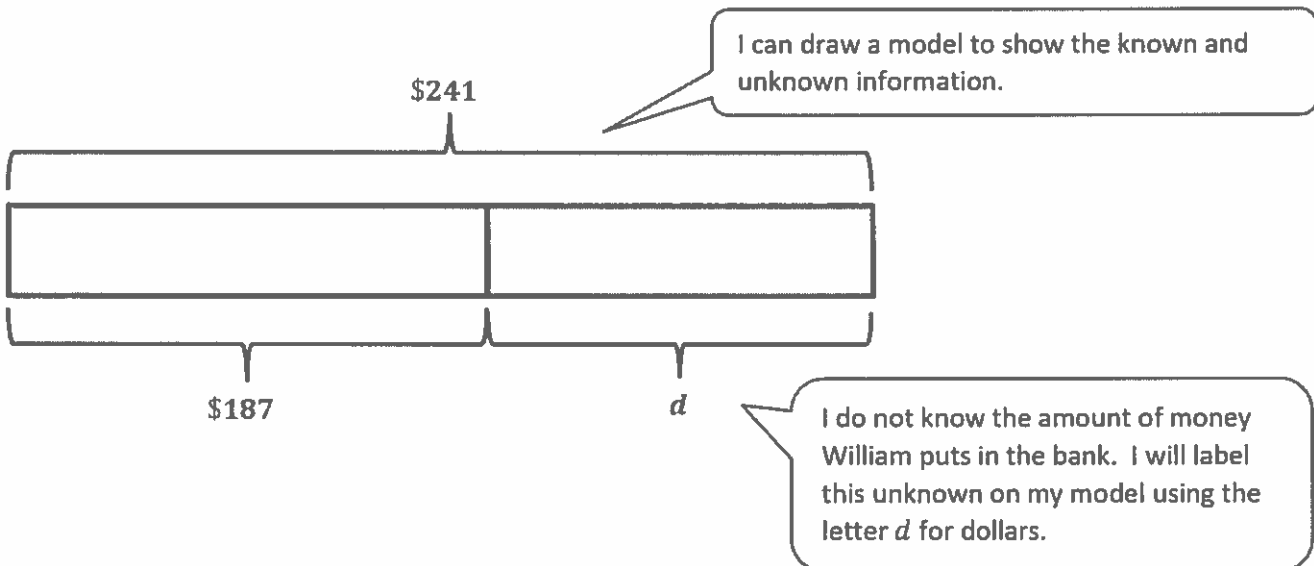 I can draw a model to show the known and
unknown information.
$241
$187
d
I do not know the amount of money
William puts in the bank. I will label
this unknown on my model using the
letter d for dollars.